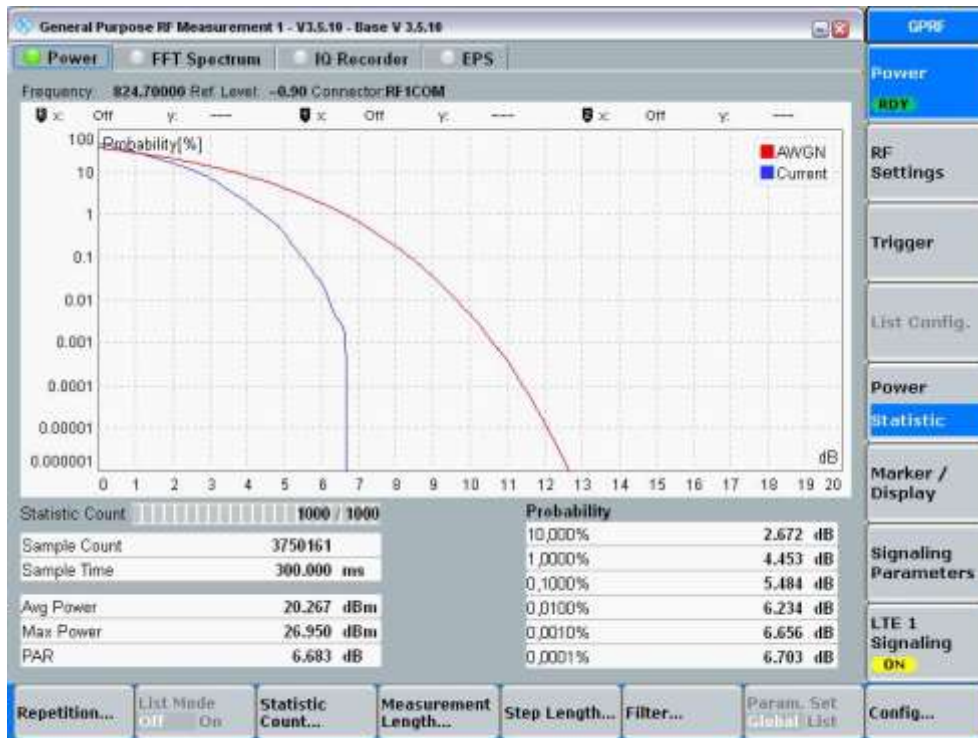 General Purpose RF Measurement 1 - V3.5.10 - Base V 3.5.10
GPRF
Power FFT Spectrum IQ Recorder EPS
Frequency: 824.70000 Ref. Level: -0.90 Connector:RF1COM
x: Off y: --- x: Off y: --- x: Off y: ---
Probability[%]
AWGN
Current
100
10
1
0.1
0.01
0.001
0.0001
0.00001
0.000001
dB
0 1 2 3 4 5 6 7 8 9 10 11 12 13 14 15 16 17 18 19 20
Statistic Count 1000 / 1000
Sample Count 3750161
Sample Time 300.000 ms
Avg Power 20.267 dBm
Max Power 26.950 dBm
PAR 6.683 dB
Probability
10,000% 2.672 dB
1,0000% 4.453 dB
0,1000% 5.484 dB
0,0100% 6.234 dB
0,0010% 6.656 dB
0,0001% 6.703 dB
Power
RDY
RF
Settings
Trigger
List Config.
Power
Statistic
Marker /
Display
Signaling
Parameters
LTE 1
Signaling
ON
Repetition...
List Mode
Off On
Statistic
Count...
Measurement
Length...
Step Length...
Filter...
Param. Set
Global List
Config...